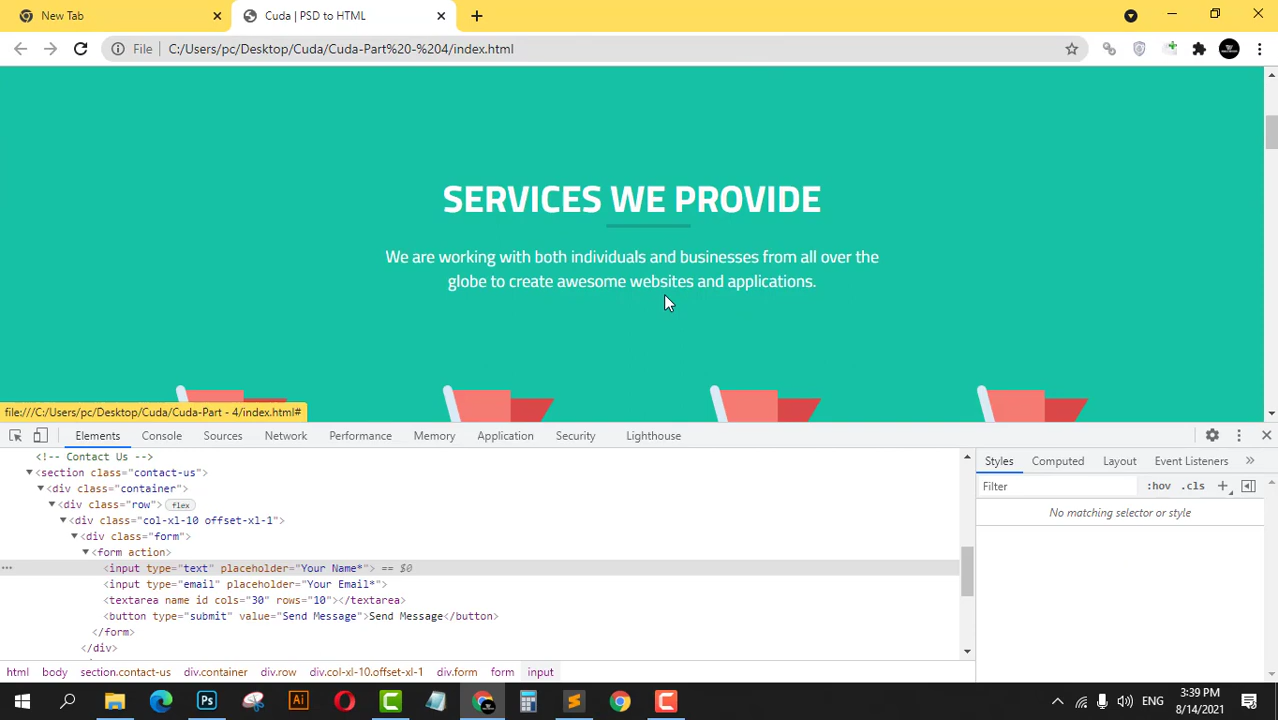 New Tab
Cuda | PSD to HTML
File
C:/Users/pc/Desktop/Cuda/Cuda-Part%20-%204/index.html
SERVICES WE PROVIDE
We are working with both individuals and businesses from all over the
globe to create awesome websites and applications.
file:///C:/Users/pc/Desktop/Cuda/Cuda-Part - 4/index.html#
Elements Console Sources Network Performance Memory Application Security Lighthouse
<!-- Contact Us -->
<section class="contact-us">
<div class="container">
<div class="row"> flex
<div class="col-xl-10 offset-xl-1">
<div class="form">
<form action>
<input type="text" placeholder="Your Name*"> == $0
<input type="email" placeholder="Your Email*">
<textarea name id cols="30" rows="10"></textarea>
<button type="submit" value="Send Message">Send Message</button>
</form>
</div>
html body section.contact-us div.container div.row div.col-xl-10.offset-xl-1 div.form form input
Styles Computed Layout Event Listeners
Filter
:hov .cls
No matching selector or style
Ps
Ai
ENG
3:39 PM
8/14/2021